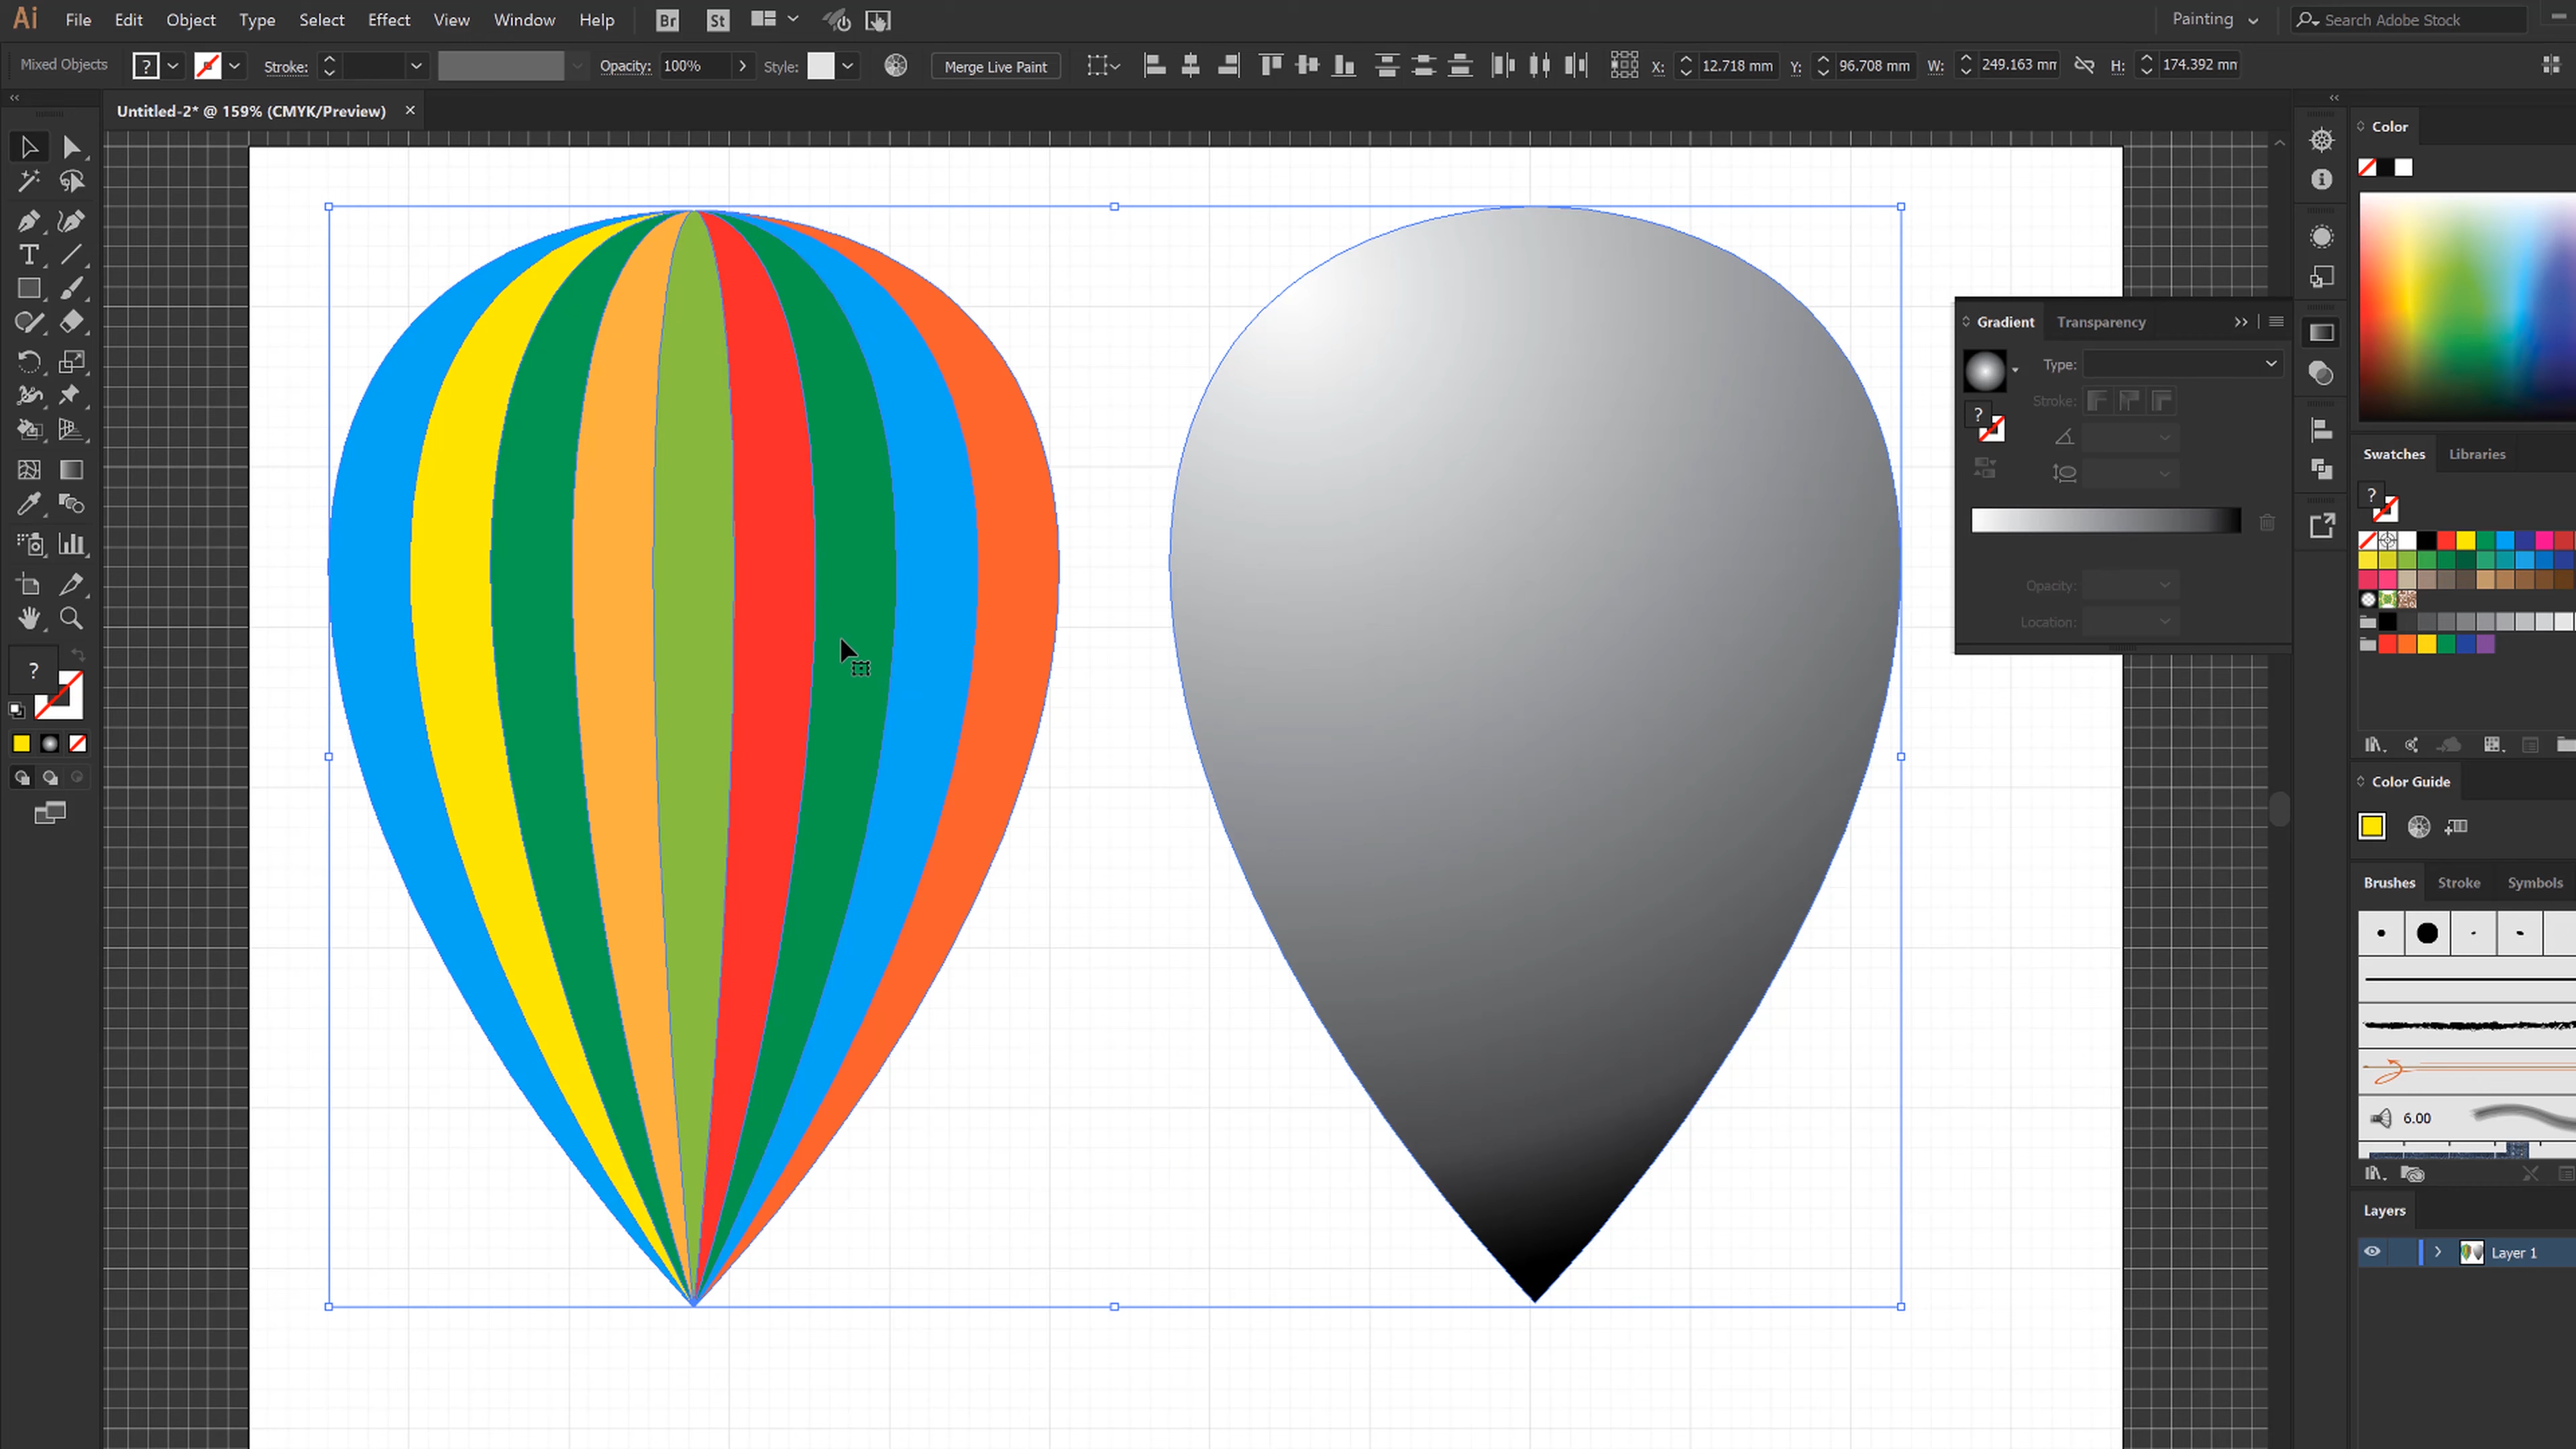 Ai File Edit Object Type Select Effect View Window Help Br St Painting Search Adobe Stock
Mixed Objects ? Stroke: Opacity: 100% Style: Merge Live Paint X: 12.718 mm Y: 96.708 mm W: 249.163 mm H: 174.392 mm
Untitled-2* @ 159% (CMYK/Preview)
Color
Gradient Transparency
Type:
Stroke:
?
Opacity:
Location:
Swatches Libraries
?
?
Color Guide
Brushes Stroke Symbols
6.00
Layers
Layer 1